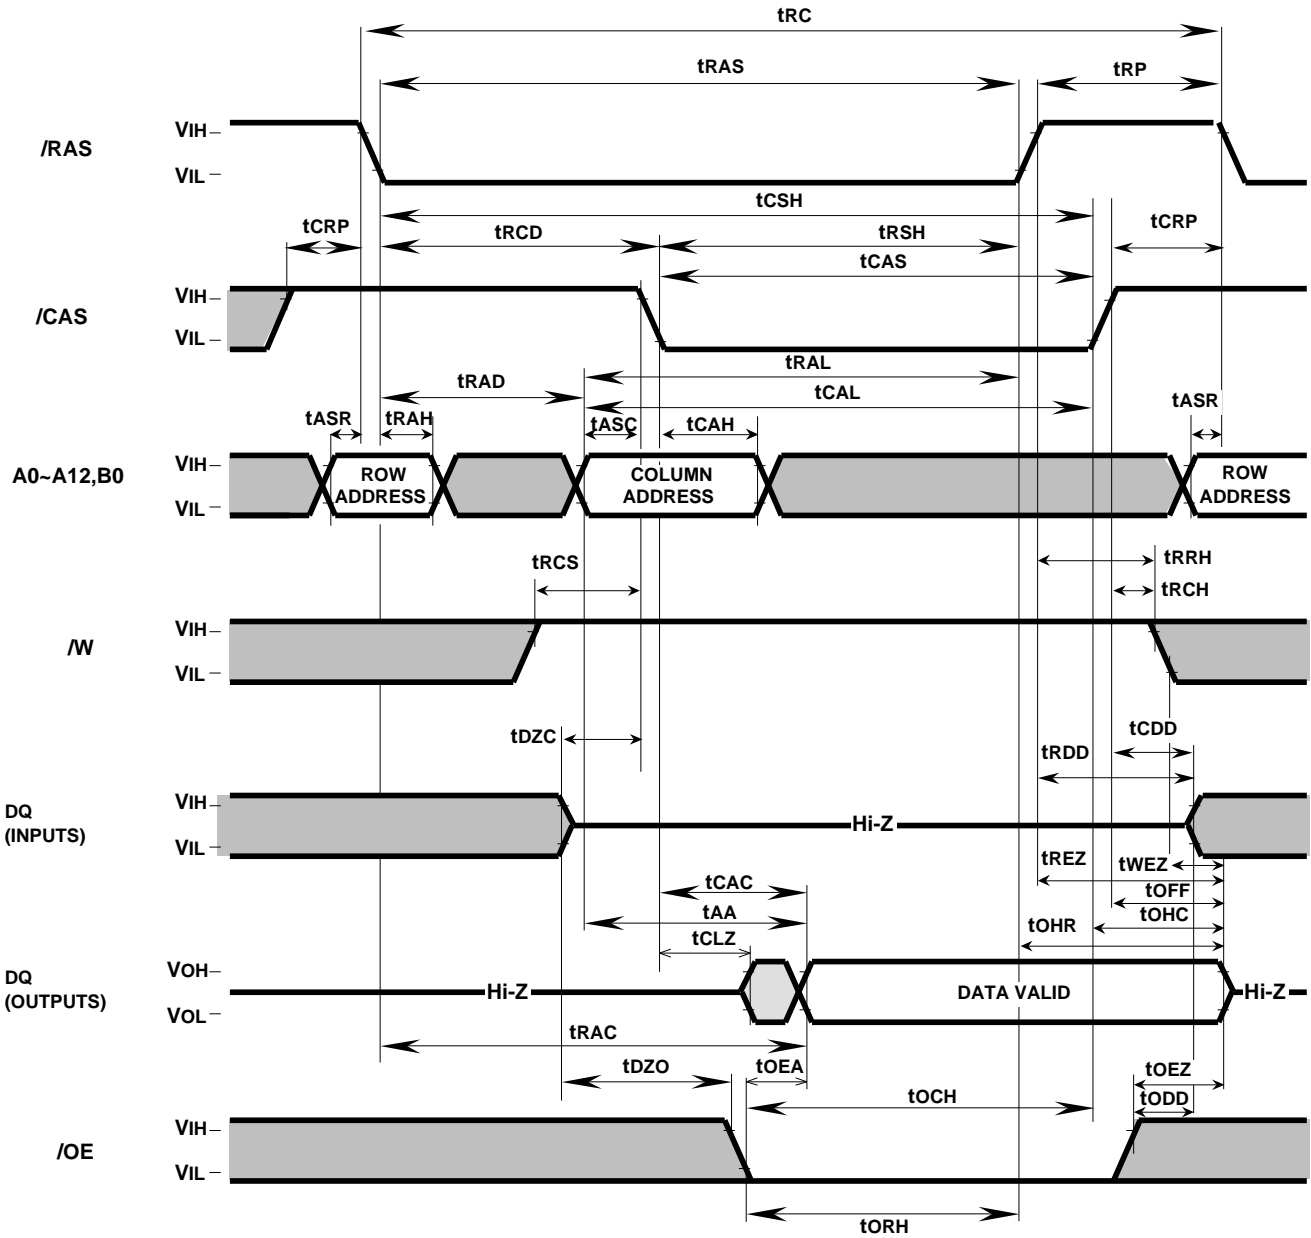 tRC
tRAS
tRP
/RAS
VIH
VIL
tCSH
tCRP
tRCD
tRSH
tCRP
tCAS
/CAS
VIH
VIL
tRAL
tRAD
tCAL
tASR
tRAH
tASC
tCAH
tASR
A0~A12,B0
VIH
VIL
ROW
ADDRESS
COLUMN
ADDRESS
ROW
ADDRESS
tRCS
tRRH
tRCH
/W
VIH
VIL
tDZC
tCDD
tRDD
DQ
(INPUTS)
VIH
VIL
Hi-Z
tREZ
tWEZ
tCAC
tOFF
tAA
tOHC
tCLZ
tOHR
DQ
(OUTPUTS)
VOH
VOL
Hi-Z
DATA VALID
Hi-Z
tRAC
tDZO
tOEA
tOEZ
tOCH
tODD
/OE
VIH
VIL
tORH